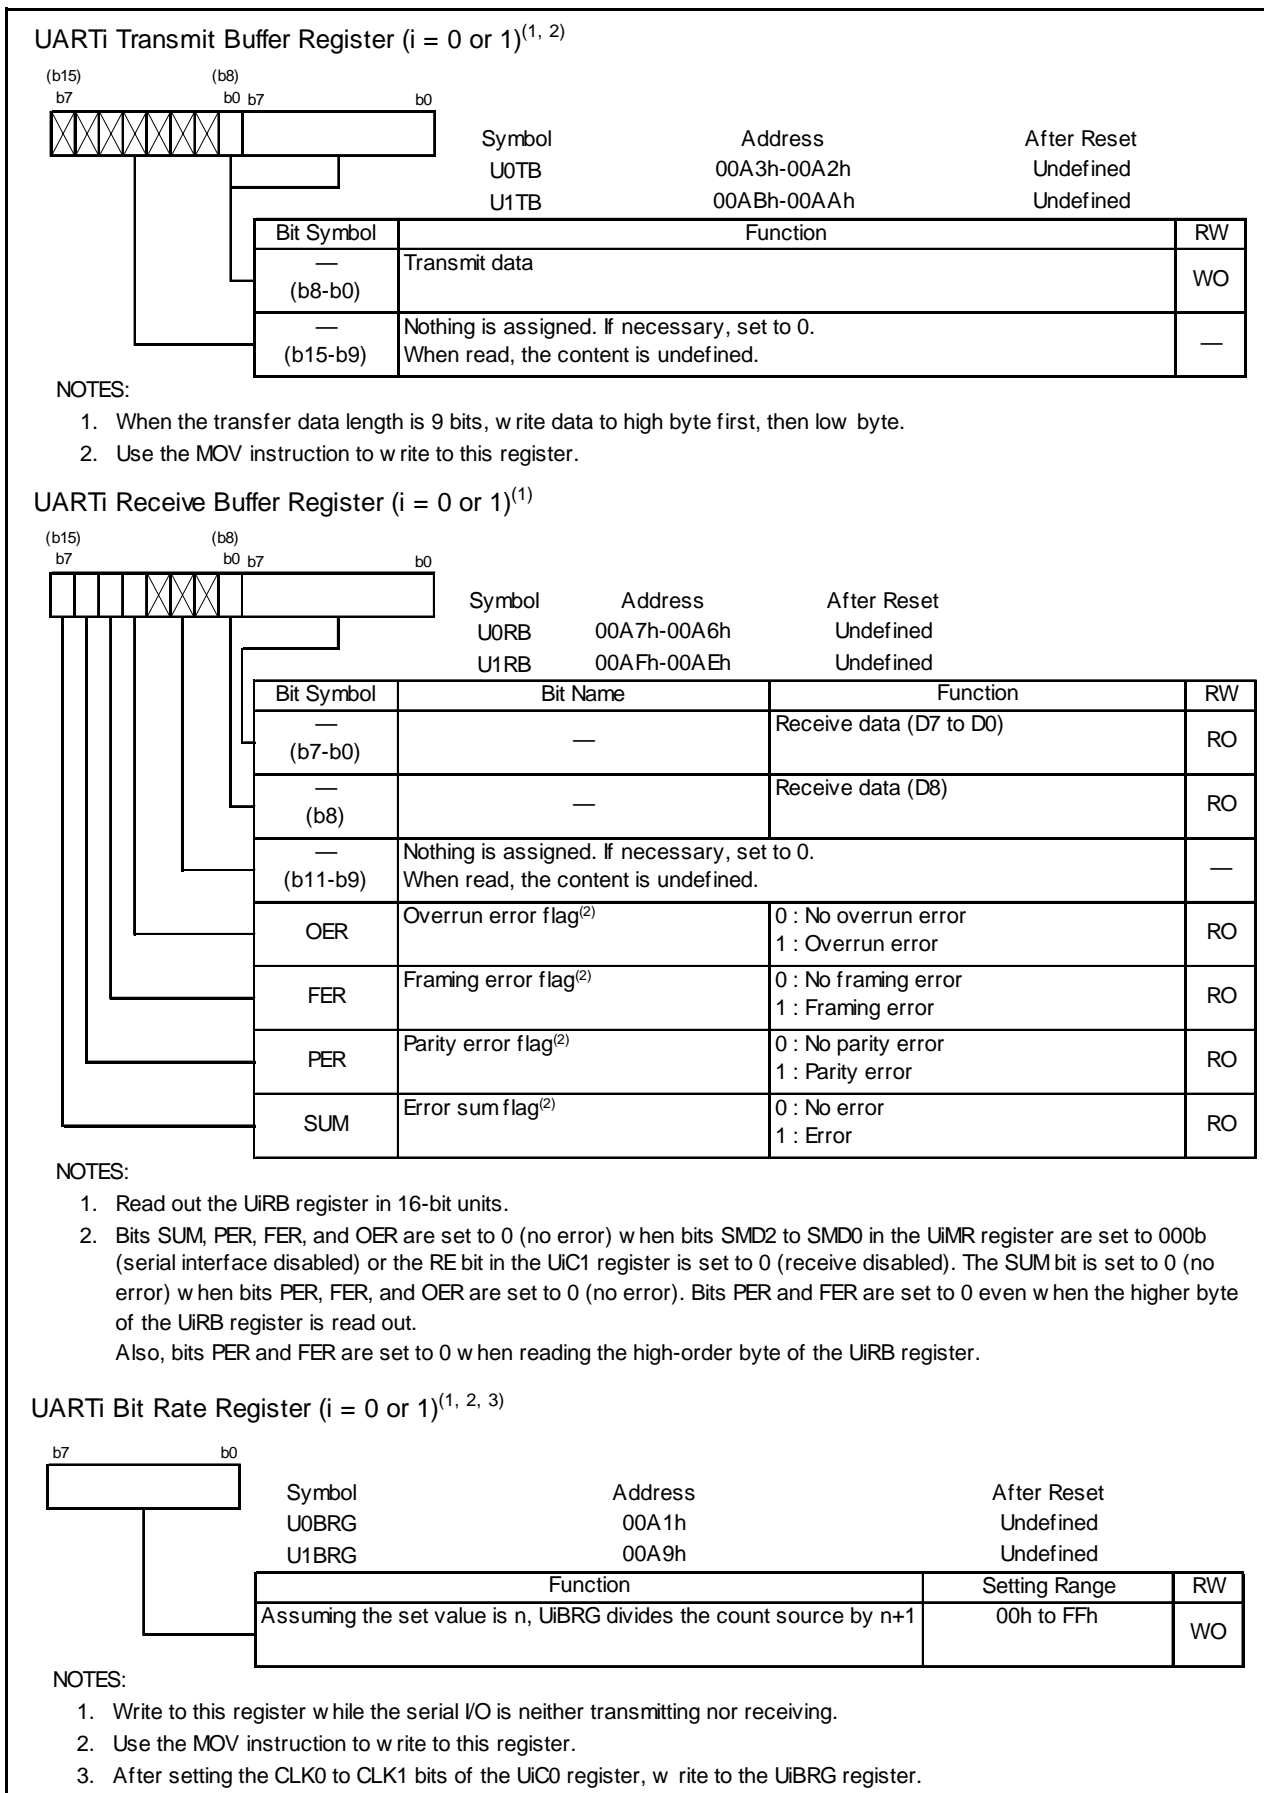 UARTi Transmit Buffer Register (i = 0 or 1)(1, 2)
(b15) (b8)
b7 b0 b7 b0
Symbol Address After Reset
U0TB 00A3h-00A2h Undefined
U1TB 00ABh-00AAh Undefined
Bit Symbol Function RW
— Transmit data
(b8-b0) WO
— Nothing is assigned. If necessary, set to 0.
(b15-b9) When read, the content is undefined. —
NOTES:
1. When the transfer data length is 9 bits, write data to high byte first, then low byte.
2. Use the MOV instruction to write to this register.
UARTi Receive Buffer Register (i = 0 or 1)(1)
(b15) (b8)
b7 b0 b7 b0
Symbol Address After Reset
U0RB 00A7h-00A6h Undefined
U1RB 00AFh-00AEh Undefined
Bit Symbol Bit Name Function RW
— Receive data (D7 to D0)
(b7-b0) — RO
— Receive data (D8)
(b8) — RO
— Nothing is assigned. If necessary, set to 0.
(b11-b9) When read, the content is undefined. —
OER Overrun error flag(2) 0 : No overrun error RO
1 : Overrun error
FER Framing error flag(2) 0 : No framing error RO
1 : Framing error
PER Parity error flag(2) 0 : No parity error RO
1 : Parity error
SUM Error sum flag(2) 0 : No error RO
1 : Error
NOTES:
1. Read out the UiRB register in 16-bit units.
2. Bits SUM, PER, FER, and OER are set to 0 (no error) when bits SMD2 to SMD0 in the UiMR register are set to 000b
(serial interface disabled) or the RE bit in the UiC1 register is set to 0 (receive disabled). The SUM bit is set to 0 (no
error) when bits PER, FER, and OER are set to 0 (no error). Bits PER and FER are set to 0 even when the higher byte
of the UiRB register is read out.
Also, bits PER and FER are set to 0 when reading the high-order byte of the UiRB register.
UARTi Bit Rate Register (i = 0 or 1)(1, 2, 3)
b7 b0
Symbol Address After Reset
U0BRG 00A1h Undefined
U1BRG 00A9h Undefined
Function Setting Range RW
Assuming the set value is n, UiBRG divides the count source by n+1 00h to FFh WO
NOTES:
1. Write to this register while the serial I/O is neither transmitting nor receiving.
2. Use the MOV instruction to write to this register.
3. After setting the CLK0 to CLK1 bits of the UiC0 register, write to the UiBRG register.